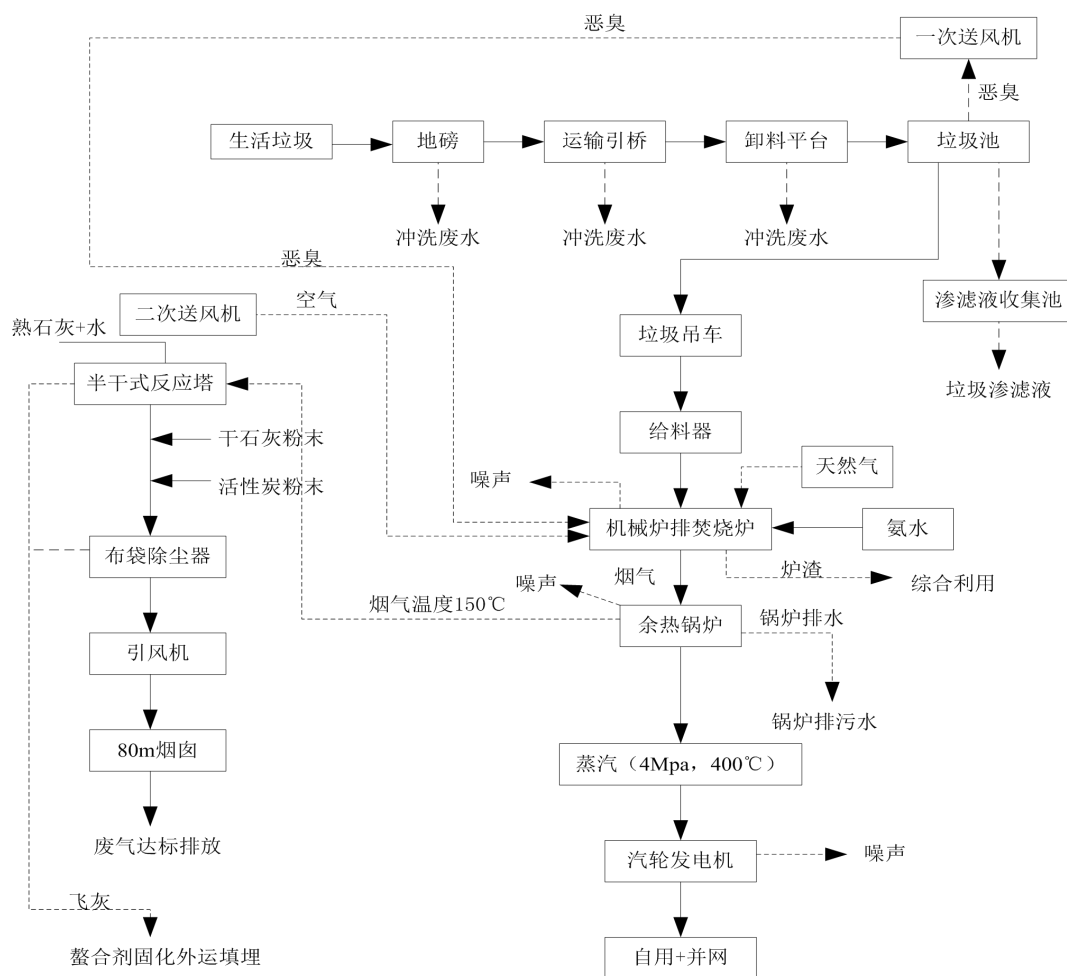 恶臭
一次送风机
恶臭
生活垃圾
地磅
运输引桥
卸料平台
垃圾池
冲洗废水
冲洗废水
冲洗废水
恶臭
二次送风机
空气
渗滤液收集池
熟石灰+水
垃圾吊车
半干式反应塔
垃圾渗滤液
干石灰粉末
给料器
天然气
噪声
活性炭粉末
机械炉排焚烧炉
氨水
布袋除尘器
烟气
炉渣
综合利用
噪声
烟气温度150℃
余热锅炉
锅炉排水
引风机
锅炉排污水
80m烟囱
蒸汽（4Mpa，400℃）
废气达标排放
汽轮发电机
噪声
飞灰
螯合剂固化外运填埋
自用+并网